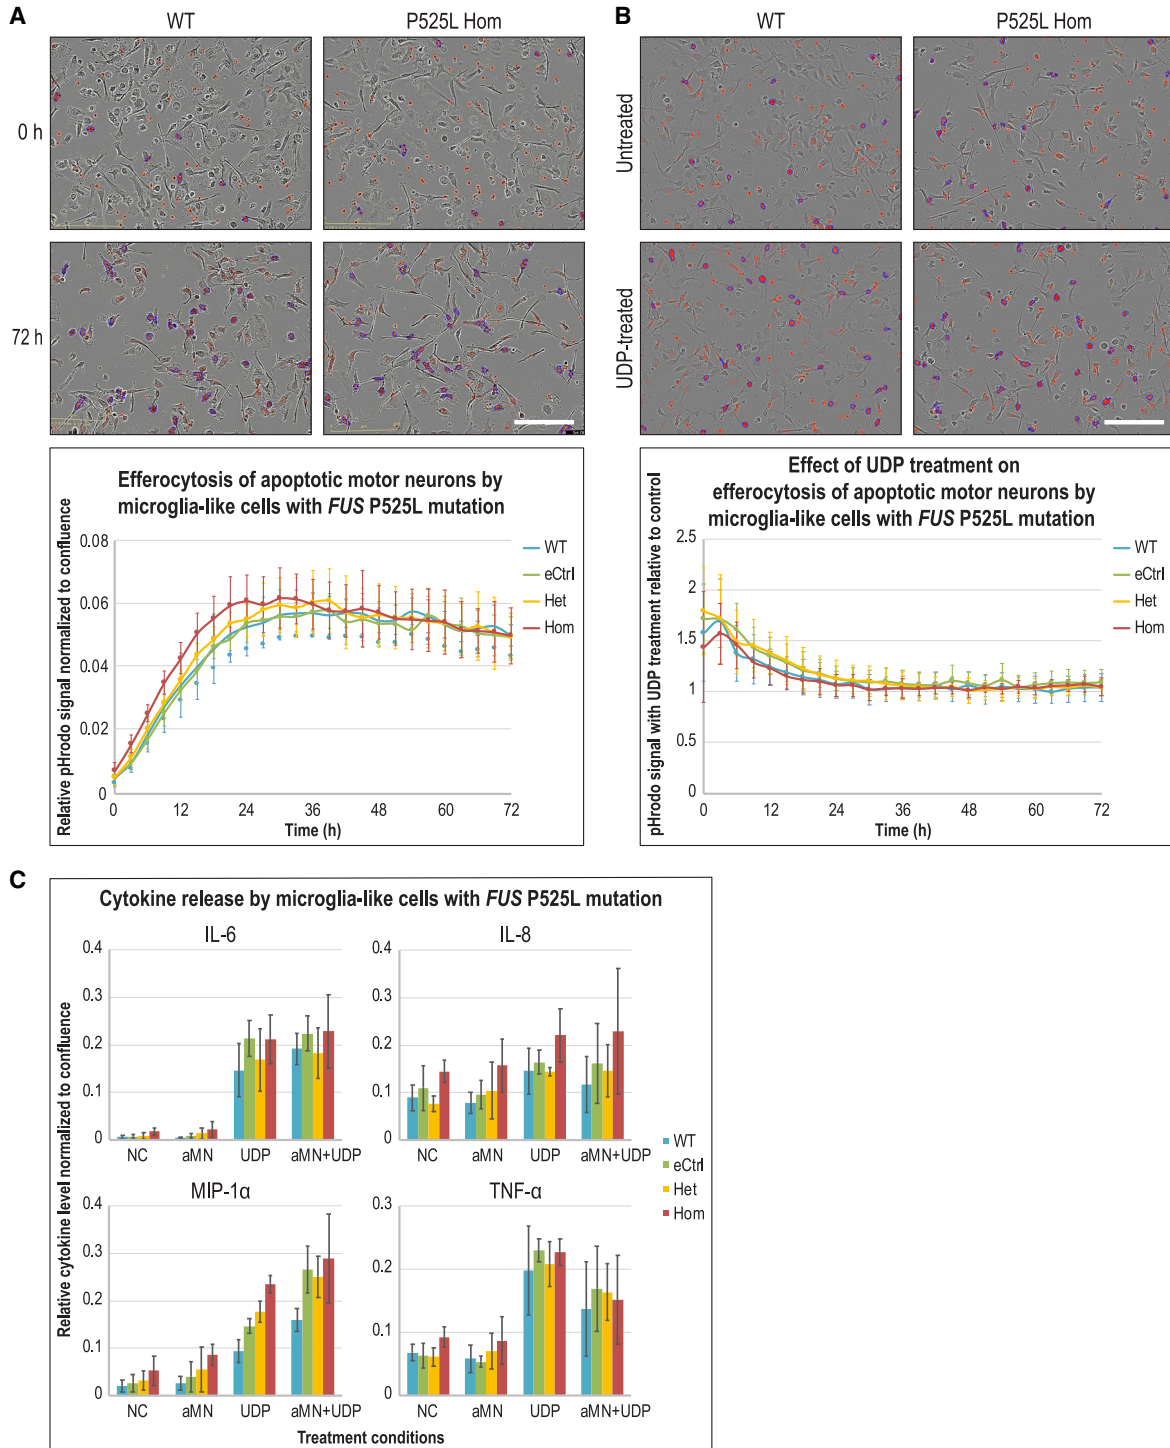 A
WT
P525L Hom
0 h
72 h
Efferocytosis of apoptotic motor neurons by
microglia-like cells with FUS P525L mutation
Relative pHrodo signal normalized to confluence
0.08
0.06
0.04
0.02
0
0
12
24
36
48
60
72
Time (h)
WT
eCtrl
Het
Hom
B
WT
P525L Hom
Untreated
UDP-treated
Effect of UDP treatment on
efferocytosis of apoptotic motor neurons by
microglia-like cells with FUS P525L mutation
pHrodo signal with UDP treatment relative to control
2.5
2
1.5
1
0.5
0
0
12
24
36
48
60
72
Time (h)
WT
eCtrl
Het
Hom
C
Cytokine release by microglia-like cells with FUS P525L mutation
Relative cytokine level normalized to confluence
IL-6
0.4
0.3
0.2
0.1
0
NC
aMN
UDP
aMN+UDP
IL-8
0.4
0.3
0.2
0.1
0
NC
aMN
UDP
aMN+UDP
MIP-1α
0.4
0.3
0.2
0.1
0
NC
aMN
UDP
aMN+UDP
TNF-α
0.3
0.2
0.1
0
NC
aMN
UDP
aMN+UDP
WT
eCtrl
Het
Hom
Treatment conditions